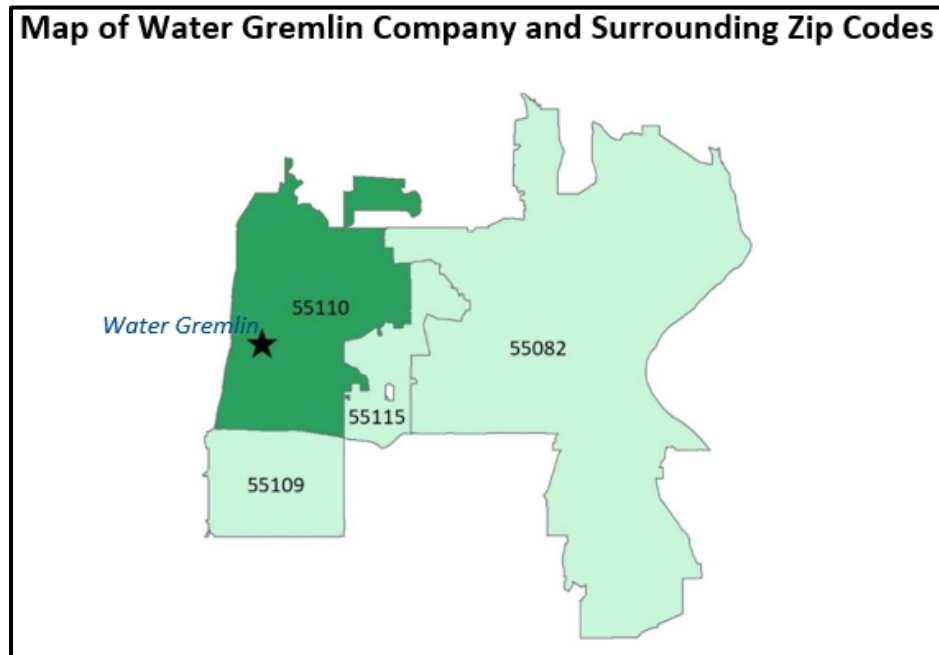 Map of Water Gremlin Company and Surrounding Zip Codes
55110
Water Gremlin
55082
55115
55109